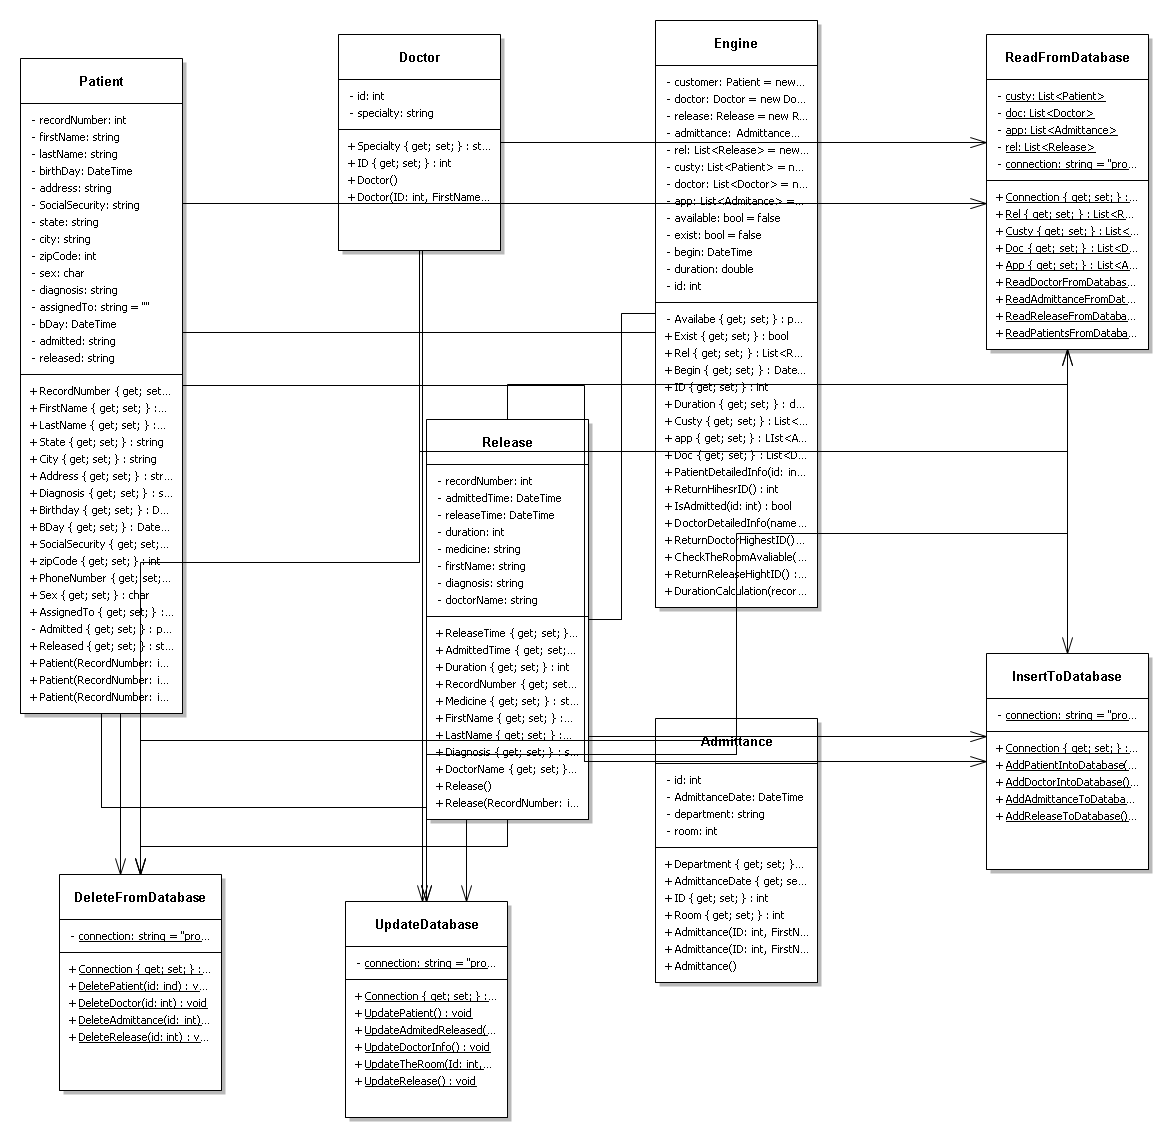 Patient
- recordNumber: int
- firstName: string
- lastName: string
- birthDay: DateTime
- address: string
- SocialSecurity: string
- state: string
- city: string
- zipCode: int
- sex: char
- diagnosis: string
- assignedTo: string = ""
- bDay: DateTime
- admitted: string
- released: string
+ RecordNumber { get; set...
+ FirstName { get; set; } :...
+ LastName { get; set; } :...
+ State { get; set; } : string
+ City { get; set; } : string
+ Address { get; set; } : str...
+ Diagnosis { get; set; } : s...
+ Birthday { get; set; } : D...
+ BDay { get; set; } : Date...
+ SocialSecurity { get; set;...
+ zipCode { get; set; } : int
+ PhoneNumber { get; set;...
+ Sex { get; set; } : char
+ AssignedTo { get; set; } :...
- Admitted { get; set; } : p...
+ Released { get; set; } : st...
+ Patient(RecordNumber: i...
+ Patient(RecordNumber: i...
+ Patient(RecordNumber: i...
Doctor
- id: int
- specialty: string
+ Specialty { get; set; } : st...
+ ID { get; set; } : int
+ Doctor()
+ Doctor(ID: int, FirstName...
Engine
- customer: Patient = new...
- doctor: Doctor = new Do...
- release: Release = new R...
- admittance: Admittance...
- rel: List<Release> = new...
- custy: List<Patient> = n...
- doctor: List<Doctor> = n...
- app: List<Admitance> =...
- available: bool = false
- exist: bool = false
- begin: DateTime
- duration: double
- id: int
- Availabe { get; set; } : p...
+ Exist { get; set; } : bool
+ Rel { get; set; } : List<R...
+ Begin { get; set; } : Date...
+ ID { get; set; } : int
+ Duration { get; set; } : d...
+ Custy { get; set; } : List<...
+ app { get; set; } : LIst<A...
+ Doc { get; set; } : List<D...
+ PatientDetailedInfo(id: in...
+ ReturnHihesrID() : int
+ IsAdmitted(id: int) : bool
+ DoctorDetailedInfo(name...
+ ReturnDoctorHighestID()...
+ CheckTheRoomAvaliable(...
+ ReturnReleaseHightID() :...
+ DurationCalculation(recor...
ReadFromDatabase
- custy: List<Patient>
- doc: List<Doctor>
- app: List<Admittance>
- rel: List<Release>
- connection: string = "pro...
+ Connection { get; set; } :...
+ Rel { get; set; } : List<R...
+ Custy { get; set; } : List<...
+ Doc { get; set; } : List<D...
+ App { get; set; } : List<A...
+ ReadDoctorFromDatabas...
+ ReadAdmittanceFromDat...
+ ReadReleaseFromDataba...
+ ReadPatientsFromDataba...
Release
- recordNumber: int
- admittedTime: DateTime
- releaseTime: DateTime
- duration: int
- medicine: string
- firstName: string
- diagnosis: string
- doctorName: string
+ ReleaseTime { get; set; }...
+ AdmittedTime { get; set;...
+ Duration { get; set; } : int
+ RecordNumber { get; set...
+ Medicine { get; set; } : st...
+ FirstName { get; set; } :...
+ LastName { get; set; } :...
+ Diagnosis { get; set; } : s...
+ DoctorName { get; set; }...
+ Release()
+ Release(RecordNumber: i...
InsertToDatabase
- connection: string = "pro...
+ Connection { get; set; } :...
+ AddPatientIntoDatabase(...
+ AddDoctorIntoDatabase()...
+ AddAdmittanceToDataba...
+ AddReleaseToDatabase()...
Admittance
- id: int
- AdmittanceDate: DateTime
- department: string
- room: int
+ Department { get; set; }...
+ AdmittanceDate { get; se...
+ ID { get; set; } : int
+ Room { get; set; } : int
+ Admittance(ID: int, FirstN...
+ Admittance(ID: int, FirstN...
+ Admittance()
DeleteFromDatabase
- connection: string = "pro...
+ Connection { get; set; } :...
+ DeletePatient(id: ind) : v...
+ DeleteDoctor(id: int) : void
+ DeleteAdmittance(id: int)...
+ DeleteRelease(id: int) : v...
UpdateDatabase
- connection: string = "pro...
+ Connection { get; set; } :...
+ UpdatePatient() : void
+ UpdateAdmitedReleased(...
+ UpdateDoctorInfo() : void
+ UpdateTheRoom(Id: int,...
+ UpdateRelease() : void